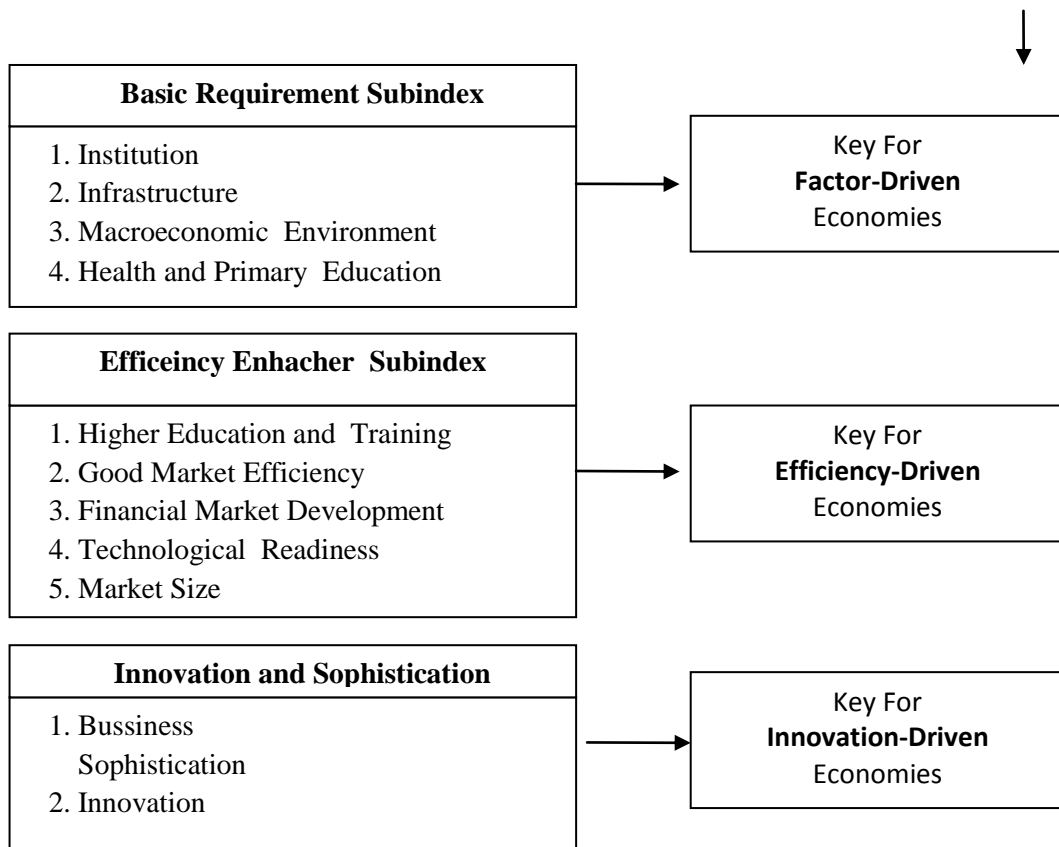 Basic Requirement Subindex
1. Institution
2. Infrastructure
3. Macroeconomic Environment
4. Health and Primary Education
Key For
Factor-Driven
Economies
Efficeincy Enhacher Subindex
1. Higher Education and Training
2. Good Market Efficiency
3. Financial Market Development
4. Technological Readiness
5. Market Size
Key For
Efficiency-Driven
Economies
Innovation and Sophistication
1. Bussiness
Sophistication
2. Innovation
Key For
Innovation-Driven
Economies